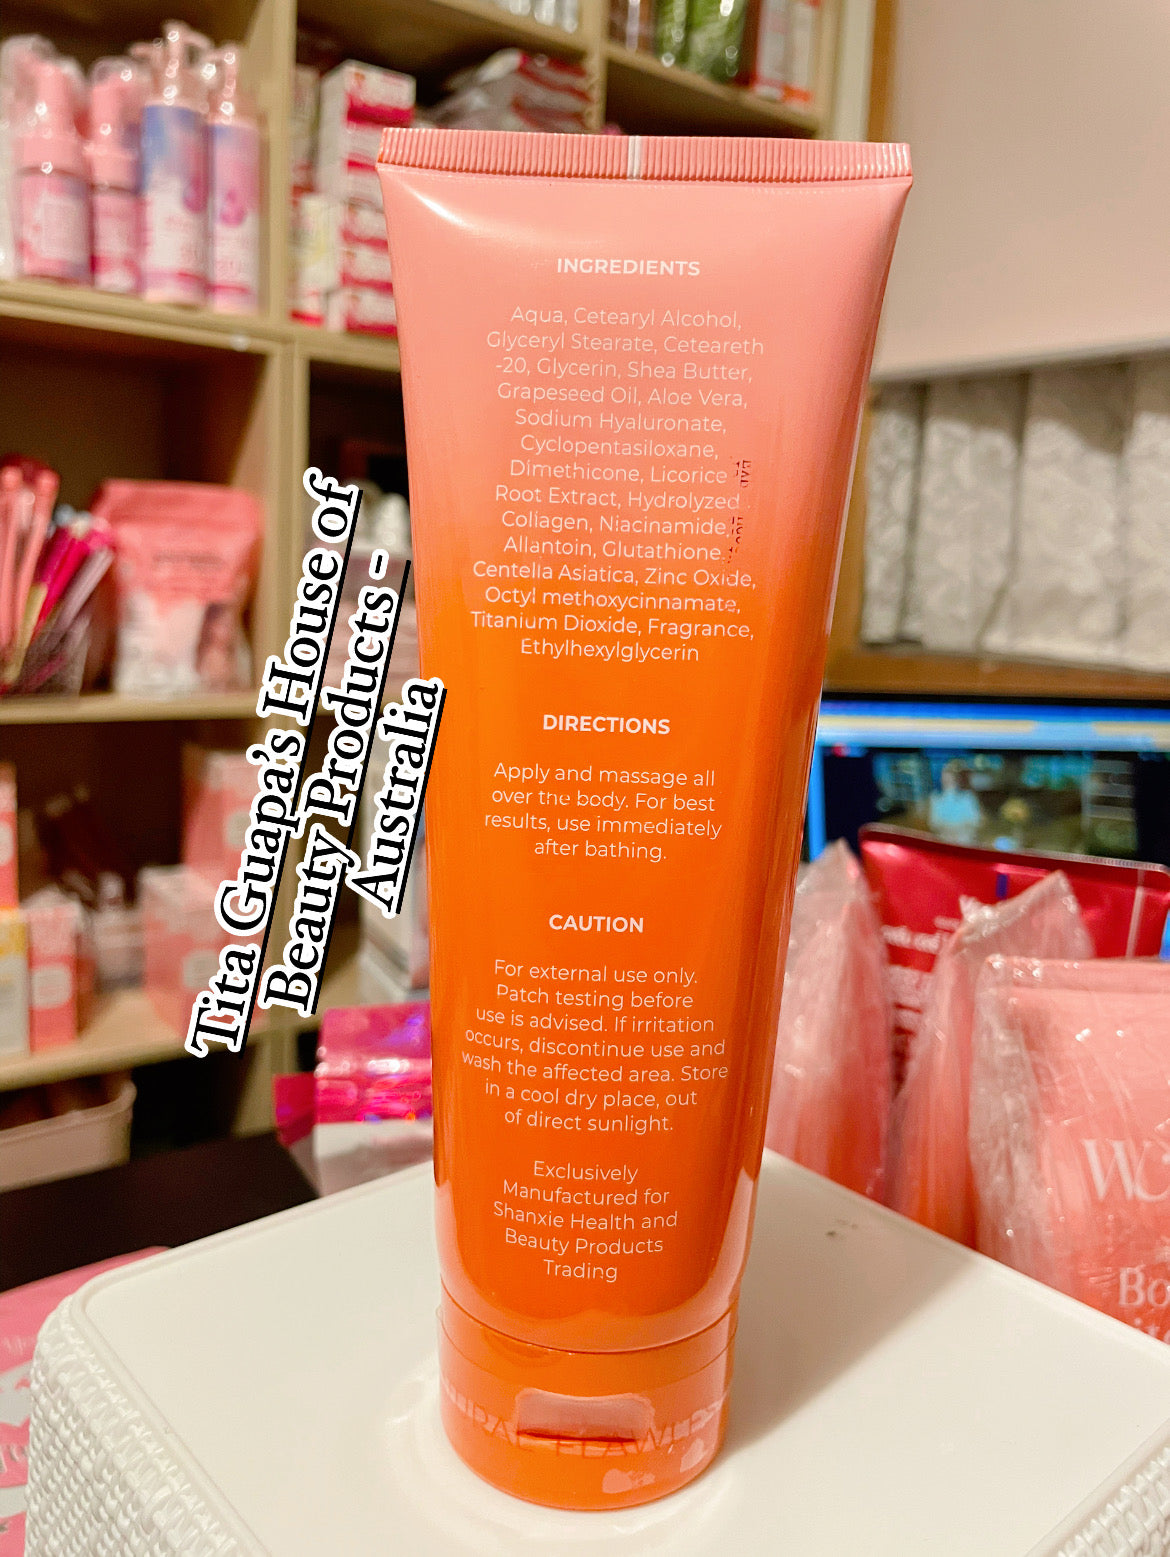 INGREDIENTS
Aqua, Cetearyl Alcohol,
Glyceryl Stearate, Ceteareth
-20, Glycerin, Shea Butter,
Grapeseed Oil, Aloe Vera,
Sodium Hyaluronate,
Cyclopentasiloxane,
Dimethicone, Licorice
Root Extract, Hydrolyzed
Collagen, Niacinamide,
Allantoin, Glutathione,
Centella Asiatica, Zinc Oxide,
Octyl methoxycinnamate,
Titanium Dioxide, Fragrance,
Ethylhexylglycerin
DIRECTIONS
Apply and massage all
over the body. For best
results, use immediately
after bathing.
CAUTION
For external use only.
Patch testing before
use is advised. If irritation
occurs, discontinue use and
wash the affected area. Store
in a cool dry place, out
of direct sunlight.
Exclusively
Manufactured for
Shanxie Health and
Beauty Products
Trading
Tita Guapa's House of
Beauty Products -
Australia